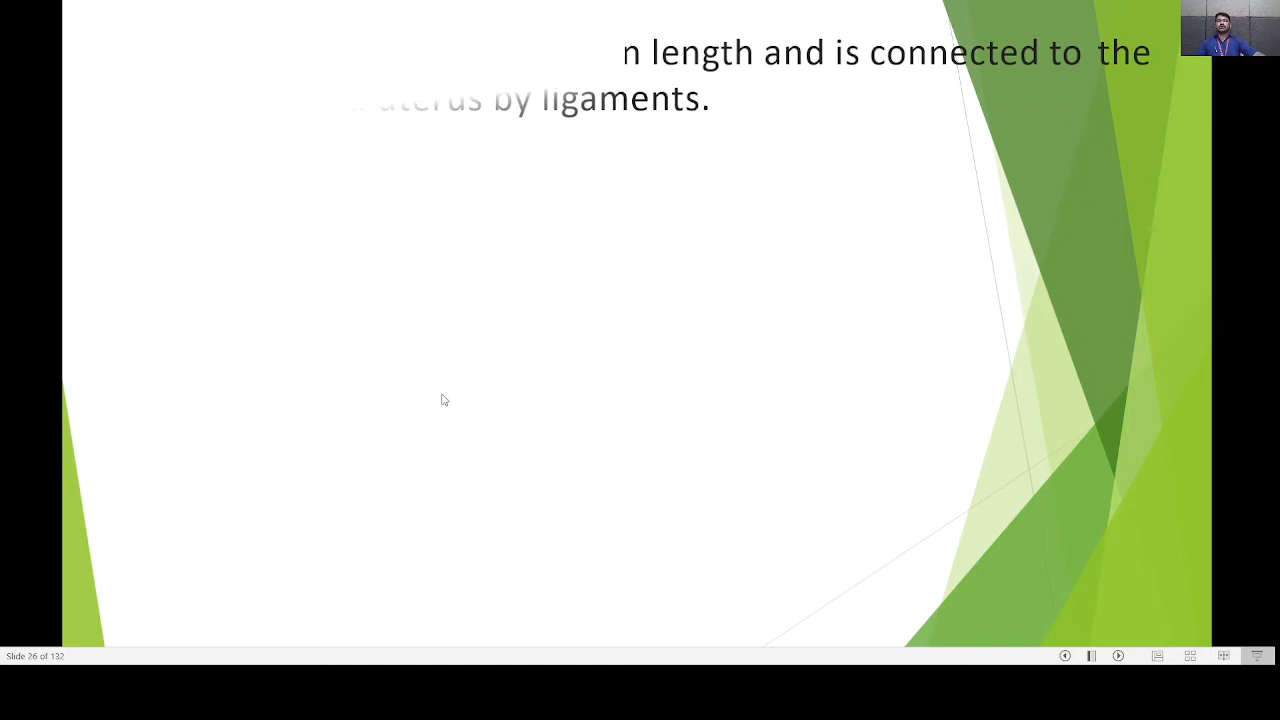 n length and is connected to the
uterus by ligaments.
Slide 26 of 132